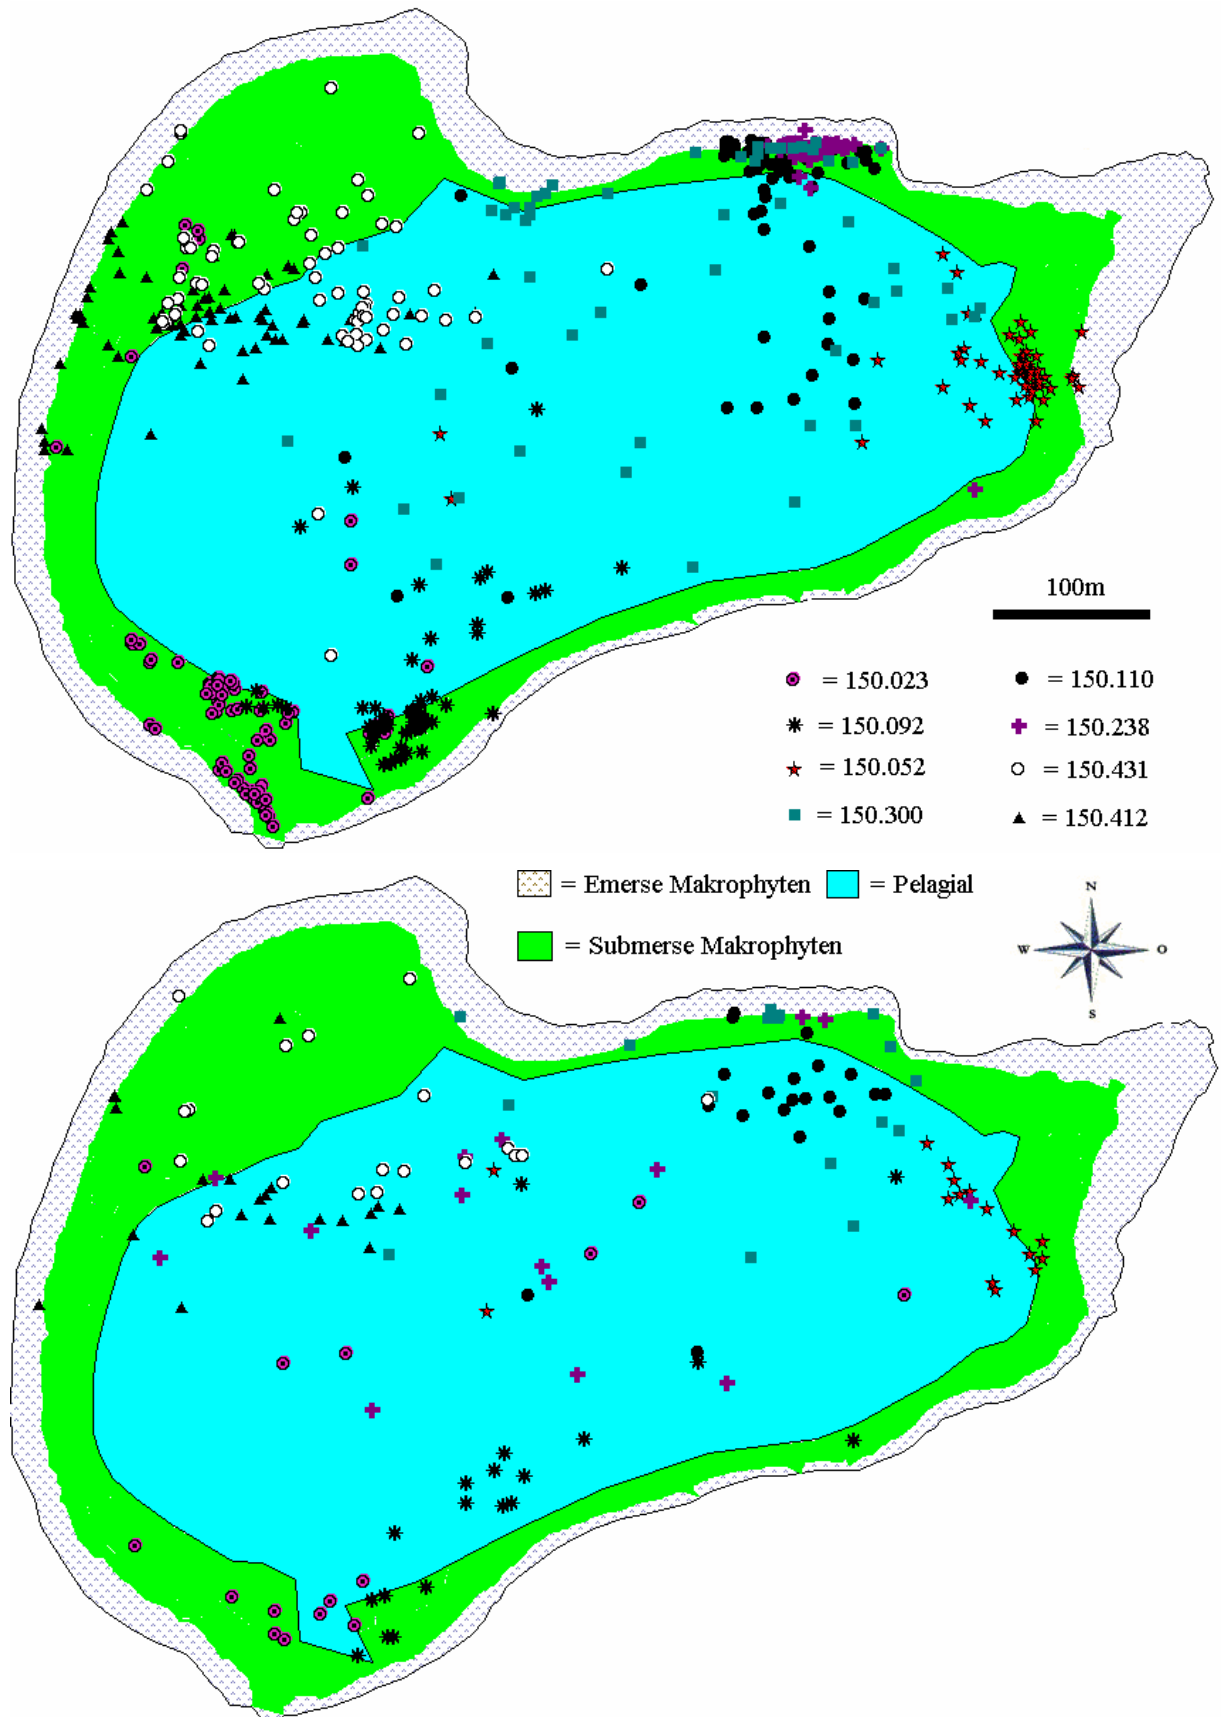 100m
= 150.023
= 150.110
= 150.092
= 150.238
= 150.052
= 150.431
= 150.300
= 150.412
= Emerse Makrophyten
= Pelagial
= Submerse Makrophyten
N
W
O
S